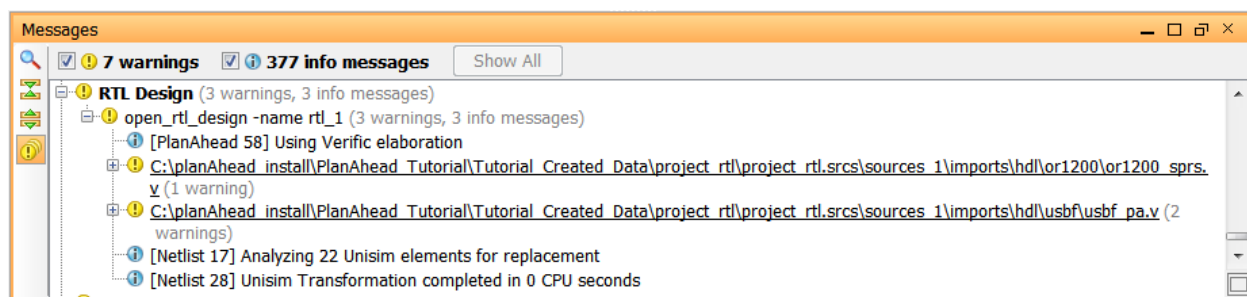 Messages
7 warnings 377 info messages Show All
RTL Design (3 warnings, 3 info messages)
open_rtl_design -name rtl_1 (3 warnings, 3 info messages)
[PlanAhead 58] Using Verific elaboration
C:\planAhead_install\PlanAhead_Tutorial\Tutorial_Created_Data\project_rtl\project_rtl.srcs\sources_1\imports\hdl\or1200\or1200_sprs.
v (1 warning)
C:\planAhead_install\PlanAhead_Tutorial\Tutorial_Created_Data\project_rtl\project_rtl.srcs\sources_1\imports\hdl\usbf\usbf_pa.v (2
warnings)
[Netlist 17] Analyzing 22 Unisim elements for replacement
[Netlist 28] Unisim Transformation completed in 0 CPU seconds